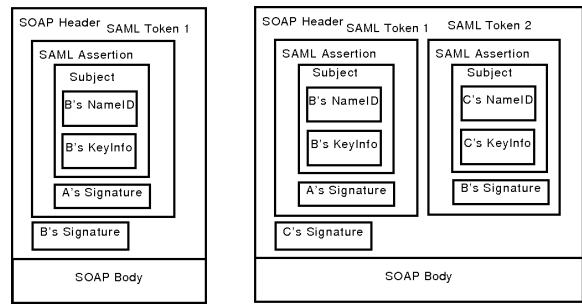 SOAP Header
SAML Token 1
SAML Assertion
Subject
B's NameID
B's KeyInfo
A's Signature
B's Signature
SOAP Body
SOAP Header
SAML Token 1
SAML Token 2
SAML Assertion
Subject
B's NameID
B's KeyInfo
A's Signature
SAML Assertion
Subject
C's NameID
C's KeyInfo
B's Signature
C's Signature
SOAP Body